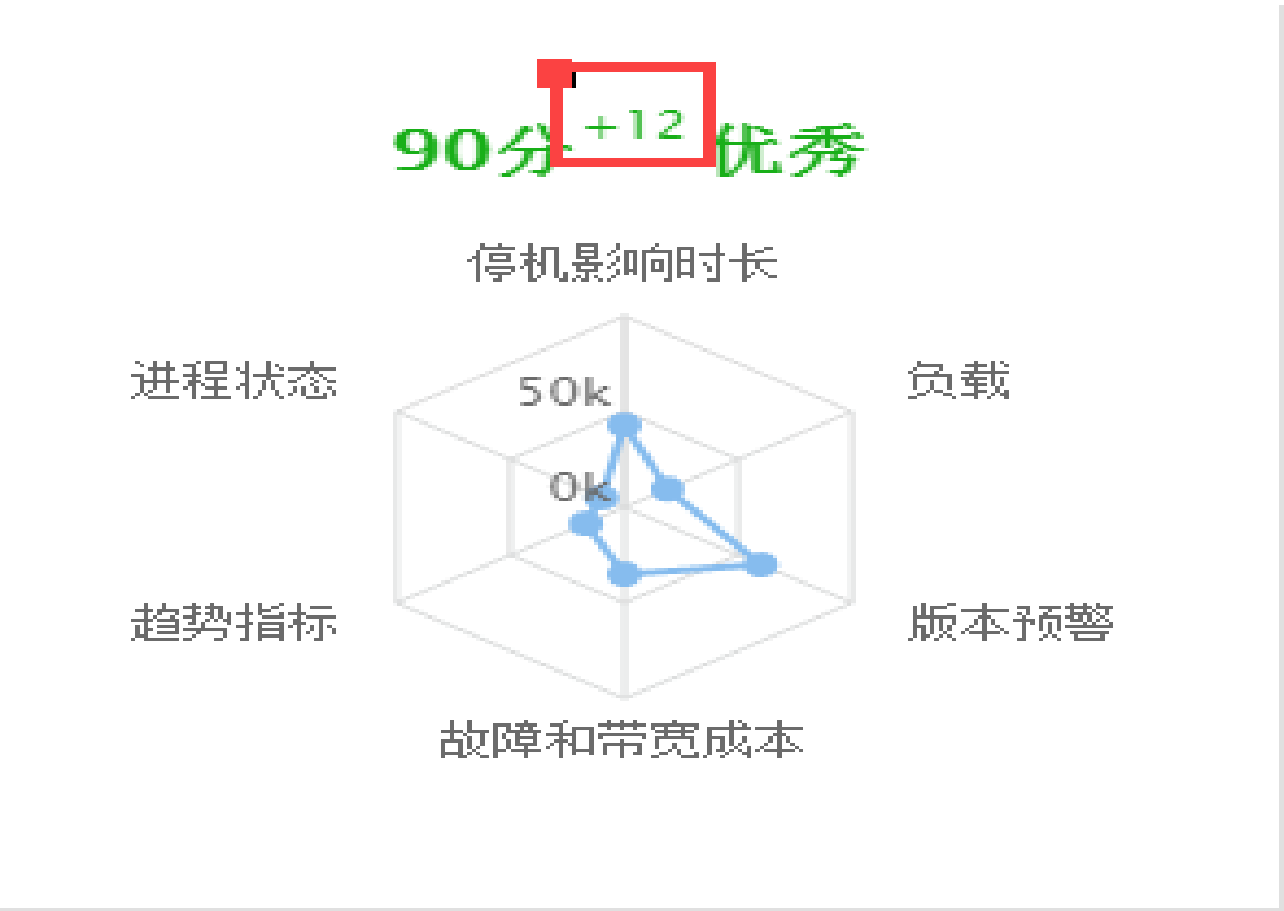 90分 +12 优秀
停机影响时长
进程状态
负载
50k
0k
趋势指标
版本预警
故障和带宽成本